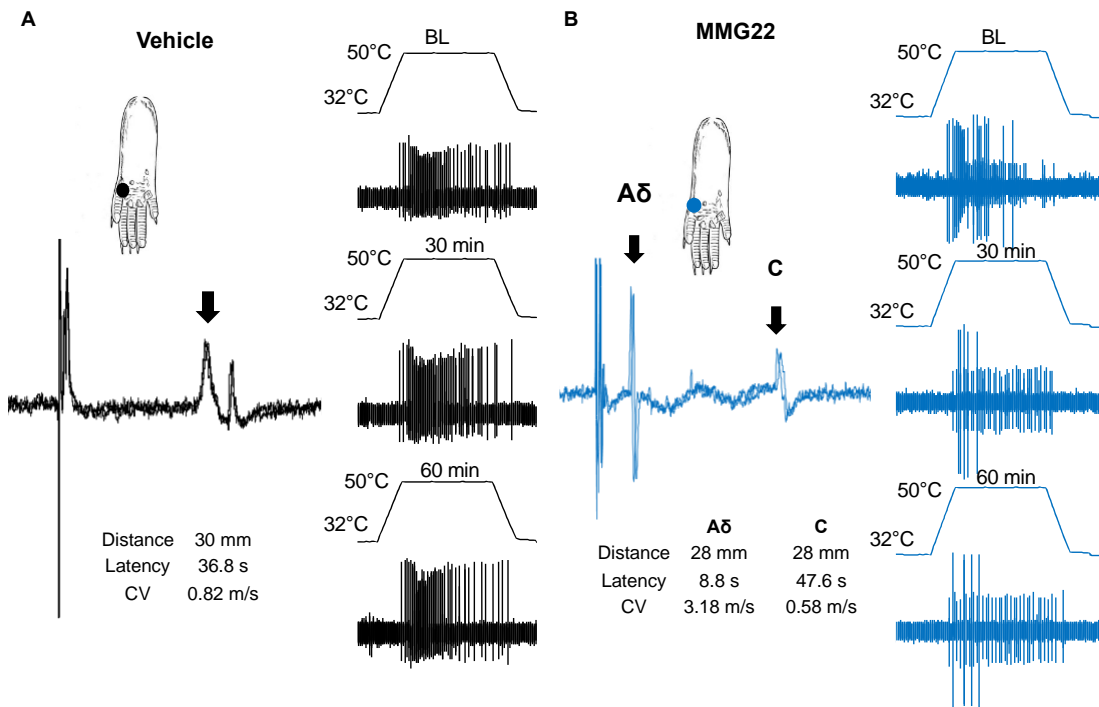 A
Vehicle
BL
50°C
32°C
30 min
50°C
32°C
60 min
50°C
32°C
Distance 30 mm
Latency 36.8 s
CV 0.82 m/s
B
MMG22
BL
50°C
32°C
Aδ
C
30 min
50°C
32°C
60 min
50°C
32°C
Aδ C
Distance 28 mm 28 mm
Latency 8.8 s 47.6 s
CV 3.18 m/s 0.58 m/s